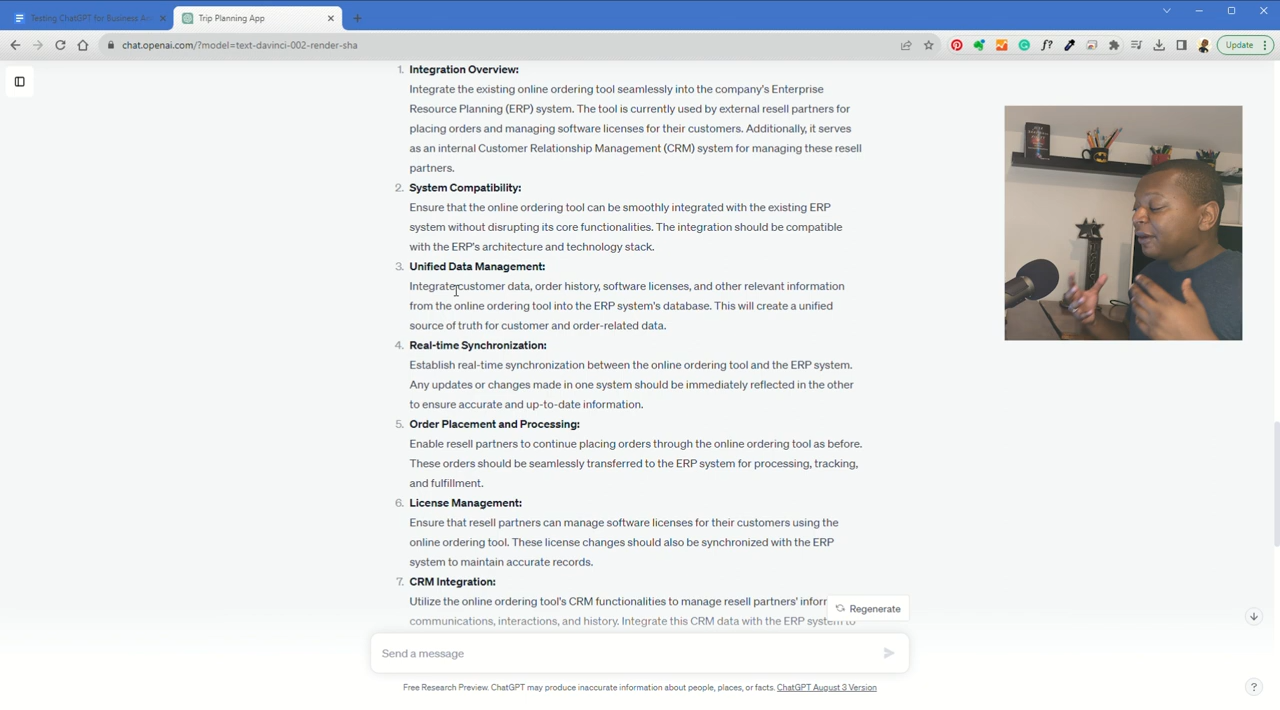 Testing ChatGPT for Business An
Trip Planning App
chat.openai.com/?model=text-davinci-002-render-sha
Update
1. Integration Overview:
Integrate the existing online ordering tool seamlessly into the company's Enterprise
Resource Planning (ERP) system. The tool is currently used by external resell partners for
placing orders and managing software licenses for their customers. Additionally, it serves
as an internal Customer Relationship Management (CRM) system for managing these resell
partners.
2. System Compatibility:
Ensure that the online ordering tool can be smoothly integrated with the existing ERP
system without disrupting its core functionalities. The integration should be compatible
with the ERP's architecture and technology stack.
3. Unified Data Management:
Integrate customer data, order history, software licenses, and other relevant information
from the online ordering tool into the ERP system's database. This will create a unified
source of truth for customer and order-related data.
4. Real-time Synchronization:
Establish real-time synchronization between the online ordering tool and the ERP system.
Any updates or changes made in one system should be immediately reflected in the other
to ensure accurate and up-to-date information.
5. Order Placement and Processing:
Enable resell partners to continue placing orders through the online ordering tool as before.
These orders should be seamlessly transferred to the ERP system for processing, tracking,
and fulfillment.
6. License Management:
Ensure that resell partners can manage software licenses for their customers using the
online ordering tool. These license changes should also be synchronized with the ERP
system to maintain accurate records.
7. CRM Integration:
Utilize the online ordering tool's CRM functionalities to manage resell partners' infor
Regenerate
communications, interactions, and history. Integrate this CRM data with the ERP system to
Send a message
Free Research Preview. ChatGPT may produce inaccurate information about people, places, or facts. ChatGPT August 3 Version
?